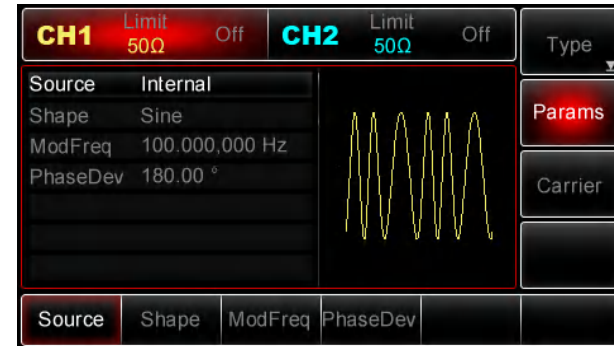 CH1 Limit 50Ω Off CH2 Limit 50Ω Off
Type
Source Internal
Shape Sine
ModFreq 100.000,000 Hz
PhaseDev 180.00 °
Params
Carrier
Source Shape ModFreq PhaseDev